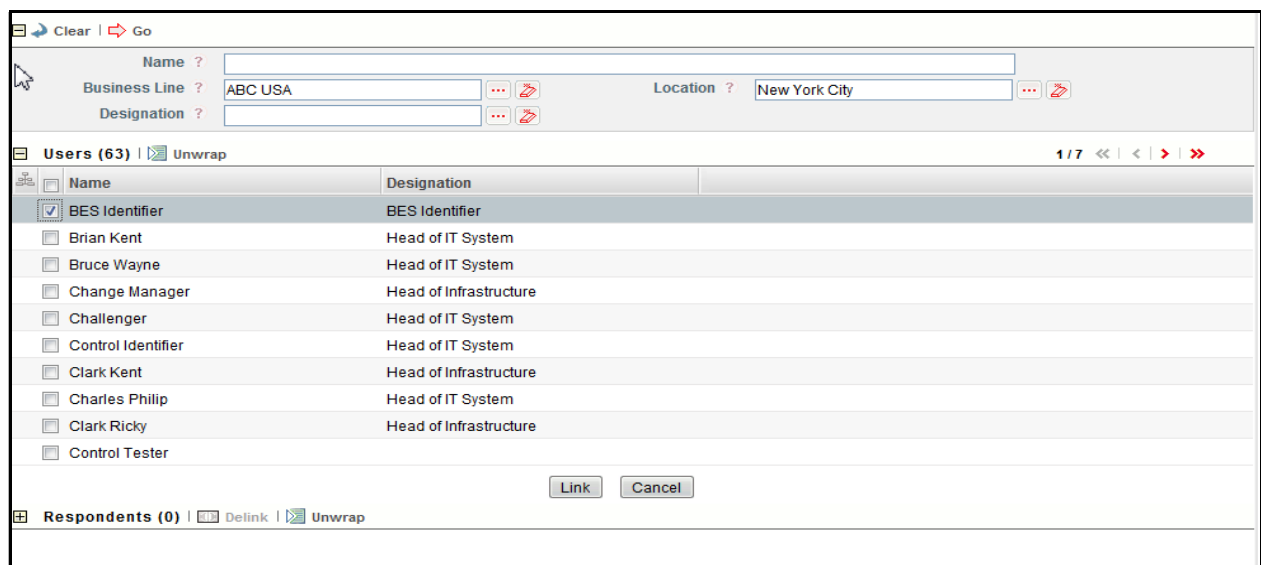 Clear | Go
Name ?
Business Line ? ABC USA ... Location ? New York City ...
Designation ? ...
Users (63) | Unwrap 1 / 7
Name Designation
BES Identifier BES Identifier
Brian Kent Head of IT System
Bruce Wayne Head of IT System
Change Manager Head of Infrastructure
Challenger Head of IT System
Control Identifier Head of IT System
Clark Kent Head of Infrastructure
Charles Philip Head of IT System
Clark Ricky Head of Infrastructure
Control Tester
Link Cancel
Respondents (0) | Delink | Unwrap